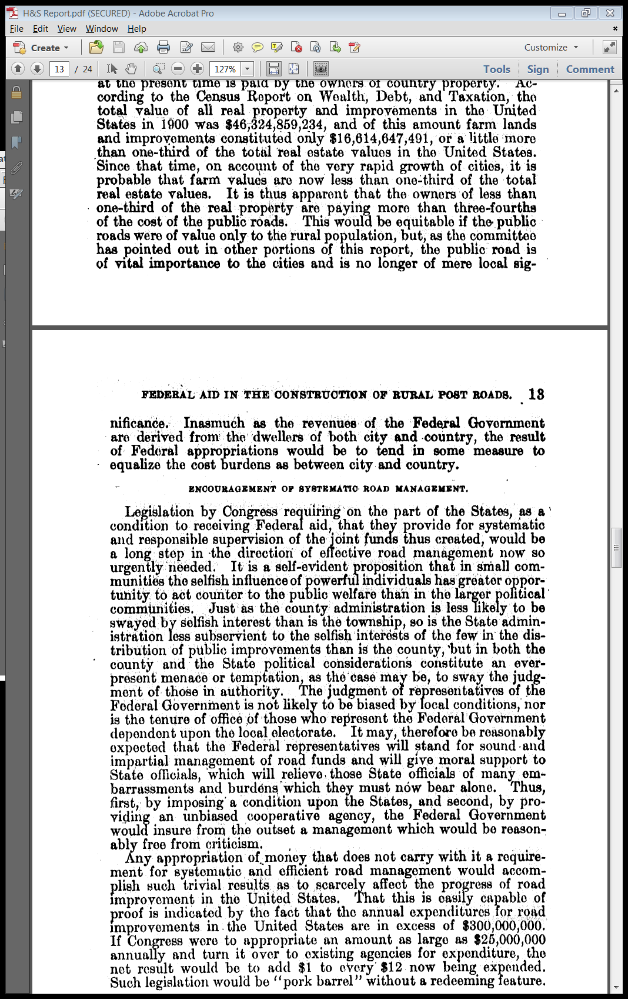 H&S Report.pdf (SECURED) - Adobe Acrobat Pro
File Edit View Window Help
Create Customize
13 / 24 127% Tools Sign Comment
at the present time is paid by the owners of country property. Ac-
cording to the Census Report on Wealth, Debt, and Taxation, the
total value of all real property and improvements in the United
States in 1900 was $46,324,859,234, and of this amount farm lands
and improvements constituted only $16,614,647,491, or a little more
than one-third of the total real estate values in the United States.
Since that time, on account of the very rapid growth of cities, it is
probable that farm values are now less than one-third of the total
real estate values. It is thus apparent that the owners of less than
one-third of the real property are paying more than three-fourths
of the cost of the public roads. This would be equitable if the public
roads were of value only to the rural population, but, as the committee
has pointed out in other portions of this report, the public road is
of vital importance to the cities and is no longer of mere local sig-
FEDERAL AID IN THE CONSTRUCTION OF RURAL POST ROADS. 13
nificance. Inasmuch as the revenues of the Federal Government
are derived from the dwellers of both city and country, the result
of Federal appropriations would be to tend in some measure to
equalize the cost burdens as between city and country.
ENCOURAGEMENT OF SYSTEMATIC ROAD MANAGEMENT.
Legislation by Congress requiring on the part of the States, as a
condition to receiving Federal aid, that they provide for systematic
and responsible supervision of the joint funds thus created, would be
a long step in the direction of effective road management now so
urgently needed. It is a self-evident proposition that in small com-
munities the selfish influence of powerful individuals has greater oppor-
tunity to act counter to the public welfare than in the larger political
communities. Just as the county administration is less likely to be
swayed by selfish interest than is the township, so is the State admin-
istration less subservient to the selfish interests of the few in the dis-
tribution of public improvements than is the county, but in both the
county and the State political considerations constitute an ever-
present menace or temptation, as the case may be, to sway the judg-
ment of those in authority. The judgment of representatives of the
Federal Government is not likely to be biased by local conditions, nor
is the tenure of office of those who represent the Federal Government
dependent upon the local electorate. It may, therefore be reasonably
expected that the Federal representatives will stand for sound and
impartial management of road funds and will give moral support to
State officials, which will relieve those State officials of many em-
barrassments and burdens which they must now bear alone. Thus,
first, by imposing a condition upon the States, and second, by pro-
viding an unbiased cooperative agency, the Federal Government
would insure from the outset a management which would be reason-
ably free from criticism.
Any appropriation of money that does not carry with it a require-
ment for systematic and efficient road management would accom-
plish such trivial results as to scarcely affect the progress of road
improvement in the United States. That this is easily capable of
proof is indicated by the fact that the annual expenditures for road
improvements in the United States are in excess of $300,000,000.
If Congress were to appropriate an amount as large as $25,000,000
annually and turn it over to existing agencies for expenditure, the
net result would be to add $1 to every $12 now being expended.
Such legislation would be "pork barrel" without a redeeming feature.